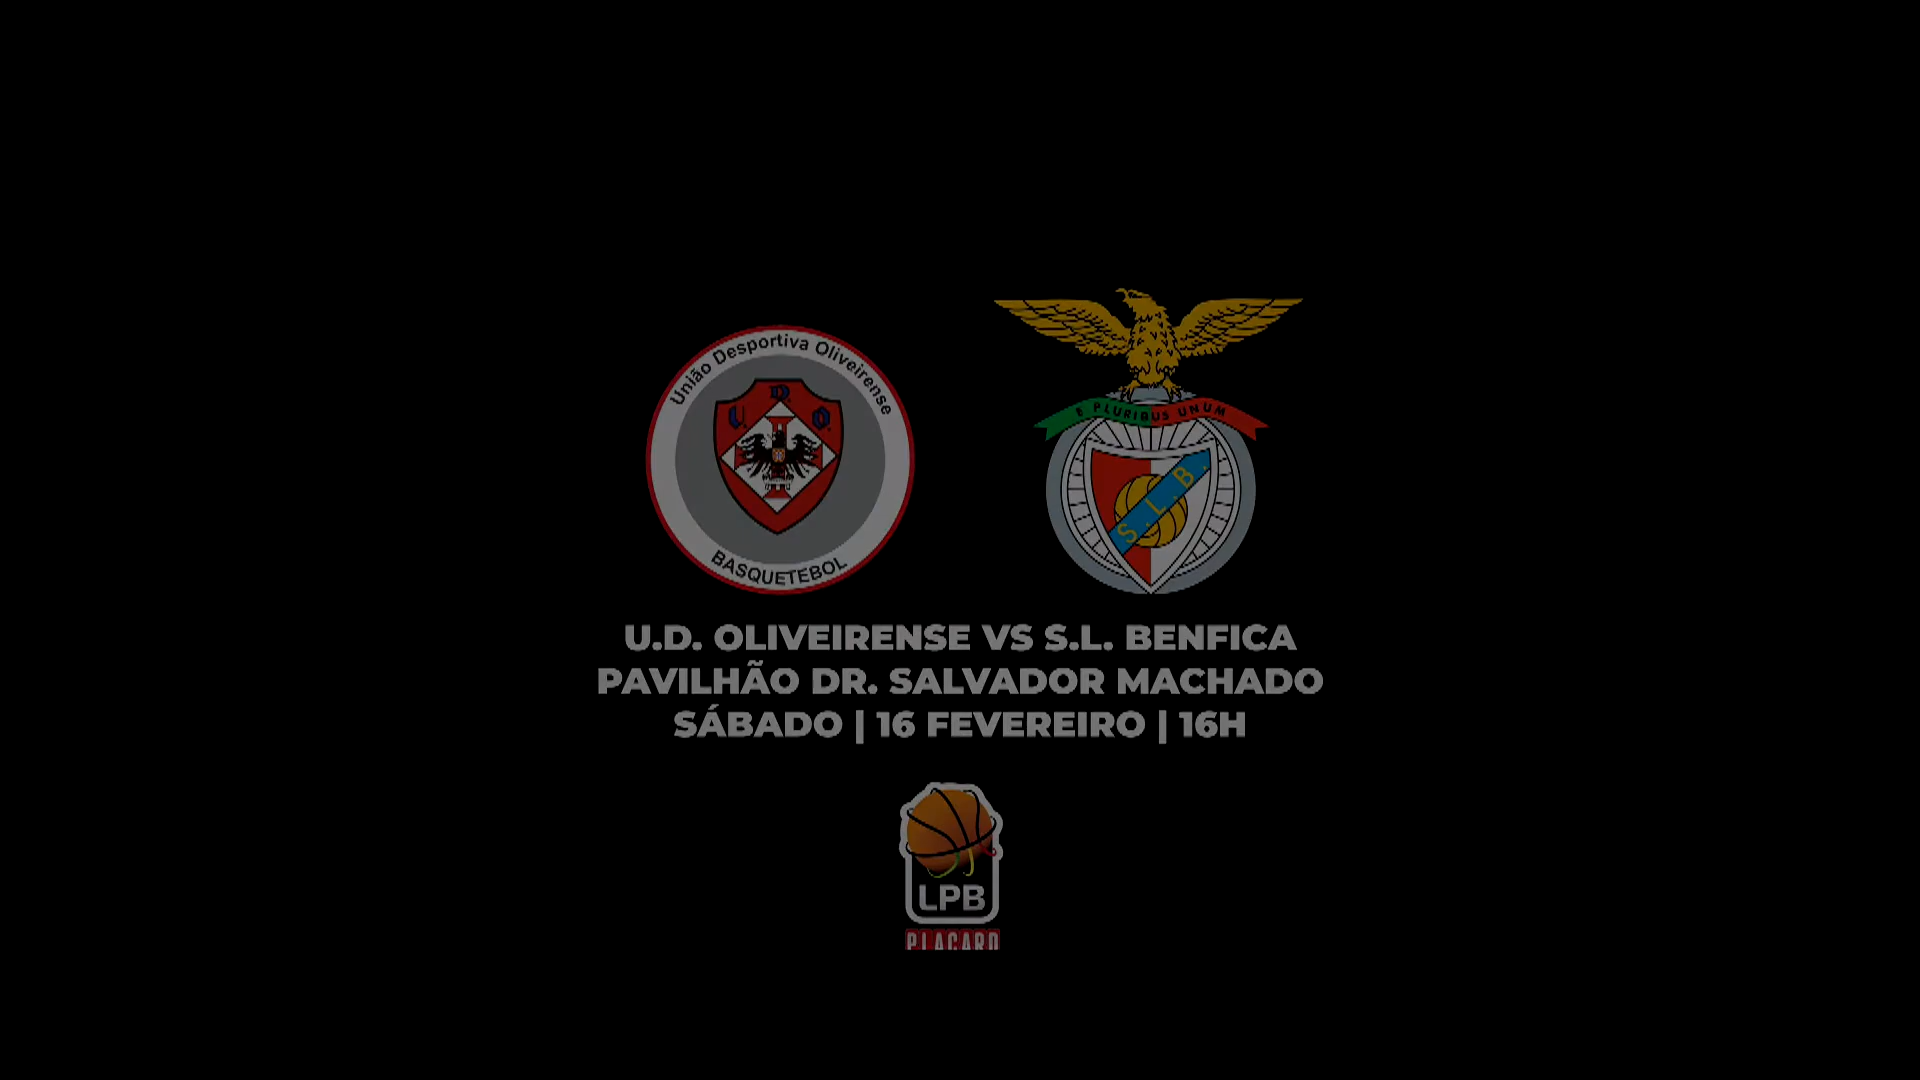 União Desportiva Oliveirense
U. D. O.
BASQUETEBOL
E PLURIBUS UNUM
S.L.B.
U.D. OLIVEIRENSE VS S.L. BENFICA
PAVILHÃO DR. SALVADOR MACHADO
SÁBADO | 16 FEVEREIRO | 16H
LPB
PLACARD